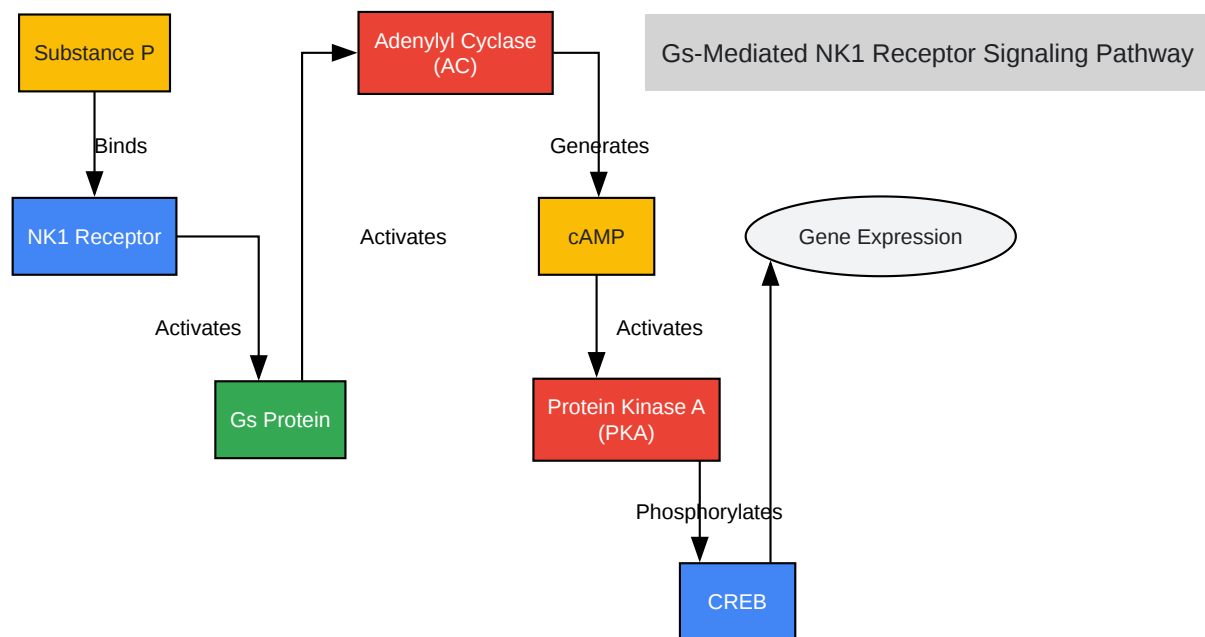 Substance P
Adenylyl Cyclase
(AC)
Gs-Mediated NK1 Receptor Signaling Pathway
Binds
Generates
NK1 Receptor
Activates
cAMP
Gene Expression
Activates
Activates
Gs Protein
Protein Kinase A
(PKA)
Phosphorylates
CREB